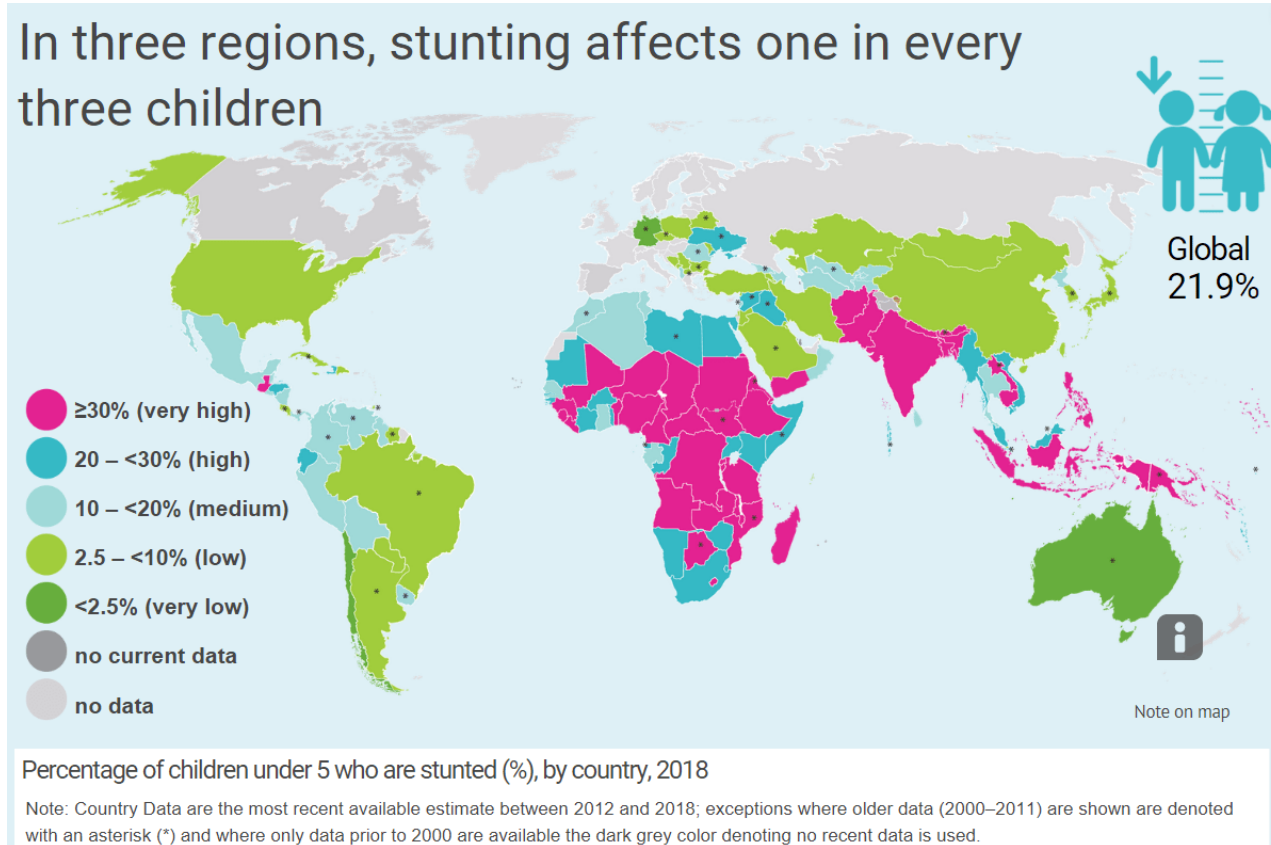 In three regions, stunting affects one in every
three children
Global
21.9%
≥30% (very high)
20 – <30% (high)
10 – <20% (medium)
2.5 – <10% (low)
<2.5% (very low)
no current data
no data
Note on map
Percentage of children under 5 who are stunted (%), by country, 2018
Note: Country Data are the most recent available estimate between 2012 and 2018; exceptions where older data (2000–2011) are shown are denoted
with an asterisk (*) and where only data prior to 2000 are available the dark grey color denoting no recent data is used.